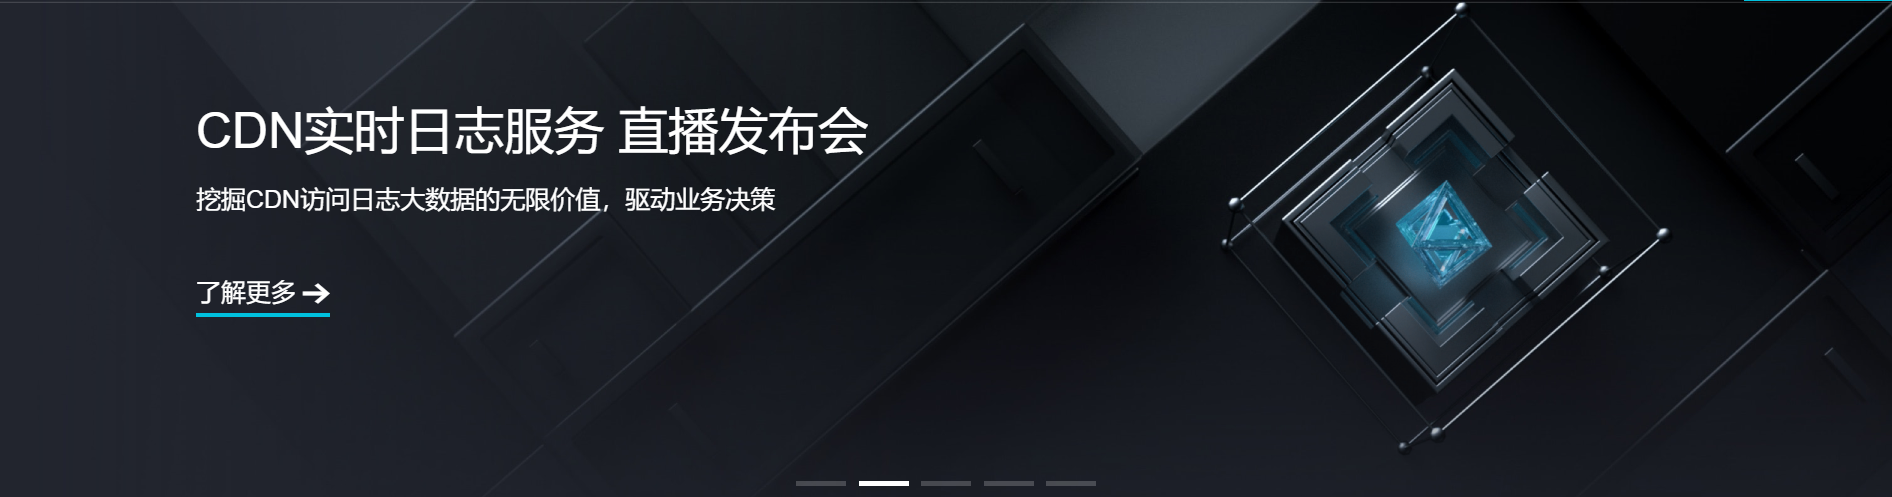 CDN实时日志服务 直播发布会
挖掘CDN访问日志大数据的无限价值，驱动业务决策
了解更多